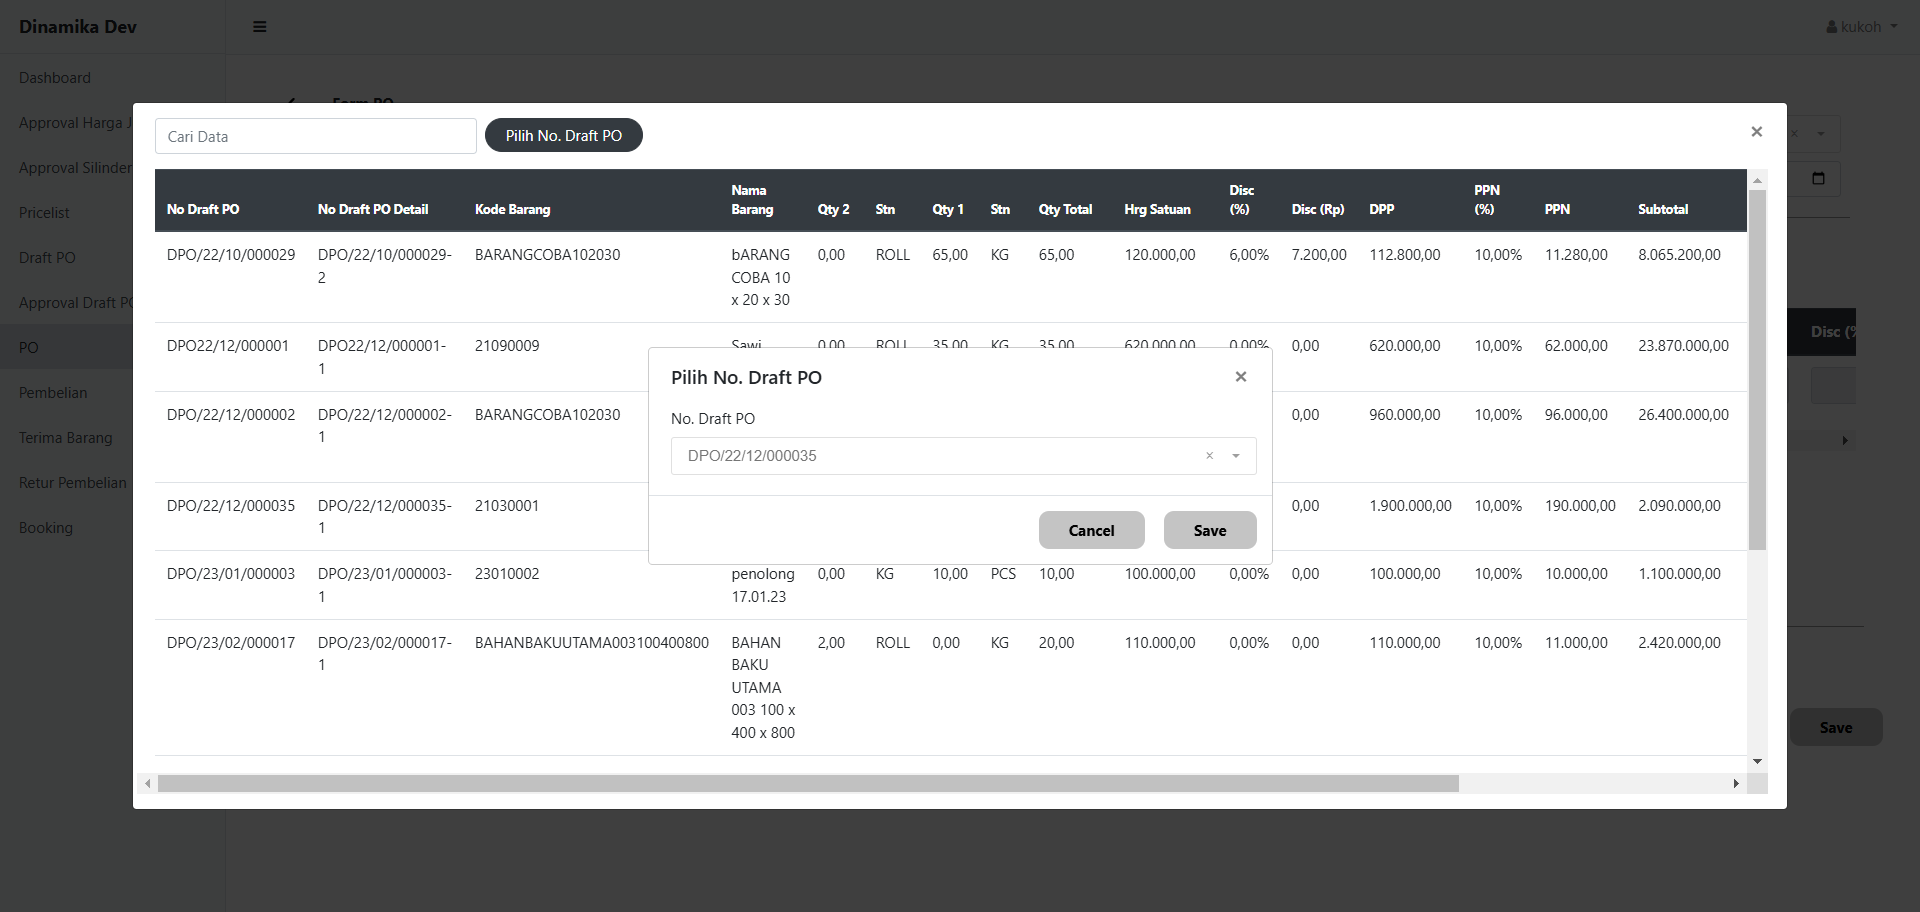 Dinamika Dev
kukoh
Dashboard
Approval Harga J
Approval Silinder
Pricelist
Draft PO
Approval Draft PO
PO
Pembelian
Terima Barang
Retur Pembelian
Booking
Form PO
Cari Data
Pilih No. Draft PO
×
No Draft PO No Draft PO Detail Kode Barang Nama Barang Qty 2 Stn Qty 1 Stn Qty Total Hrg Satuan Disc (%) Disc (Rp) DPP PPN (%) PPN Subtotal
DPO/22/10/000029 DPO/22/10/000029- BARANGCOBA102030 bARANG 0,00 ROLL 65,00 KG 65,00 120.000,00 6,00% 7.200,00 112.800,00 10,00% 11.280,00 8.065.200,00
2 COBA 10
x 20 x 30
DPO22/12/000001 DPO22/12/000001- 21090009 Sawi 0,00 ROLL 35,00 KG 35,00 620.000,00 0,00% 0,00 620.000,00 10,00% 62.000,00 23.870.000,00
1
DPO/22/12/000002 DPO/22/12/000002- BARANGCOBA102030 0,00 960.000,00 10,00% 96.000,00 26.400.000,00
1
DPO/22/12/000035 DPO/22/12/000035- 21030001 0,00 1.900.000,00 10,00% 190.000,00 2.090.000,00
1
DPO/23/01/000003 DPO/23/01/000003- 23010002 penolong 0,00 KG 10,00 PCS 10,00 100.000,00 0,00% 0,00 100.000,00 10,00% 10.000,00 1.100.000,00
1 17.01.23
DPO/23/02/000017 DPO/23/02/000017- BAHANBAKUUTAMA003100400800 BAHAN 2,00 ROLL 0,00 KG 20,00 110.000,00 0,00% 0,00 110.000,00 10,00% 11.000,00 2.420.000,00
1 BAKU
UTAMA
003 100 x
400 x 800
Pilih No. Draft PO
×
No. Draft PO
DPO/22/12/000035 ×
Cancel
Save
×
Disc (%
Save